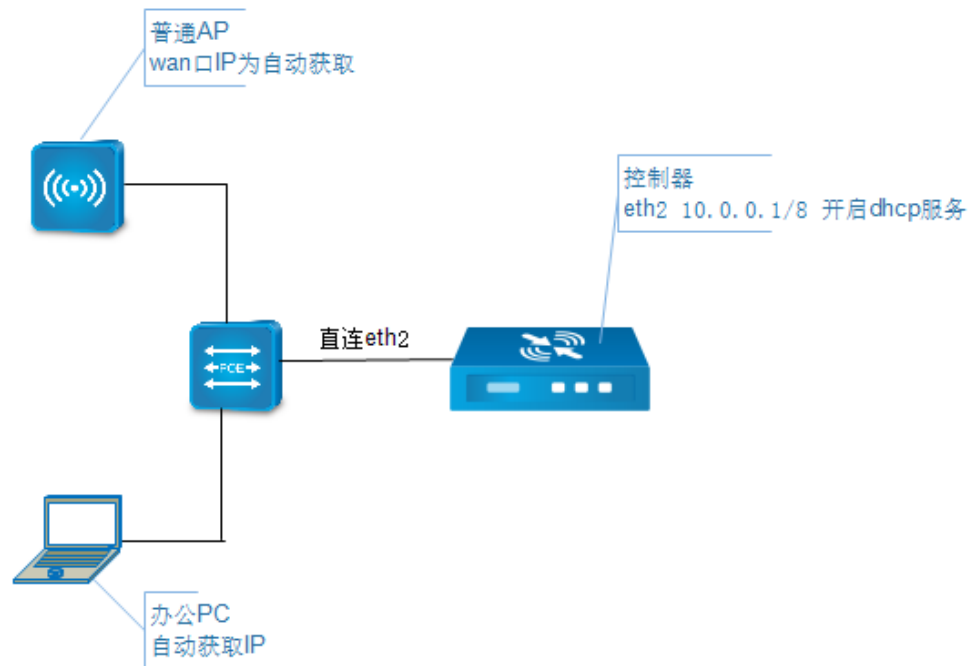 普通AP
wan口IP为自动获取
控制器
eth2 10.0.0.1/8 开启dhcp服务
直连eth2
POE
办公PC
自动获取IP